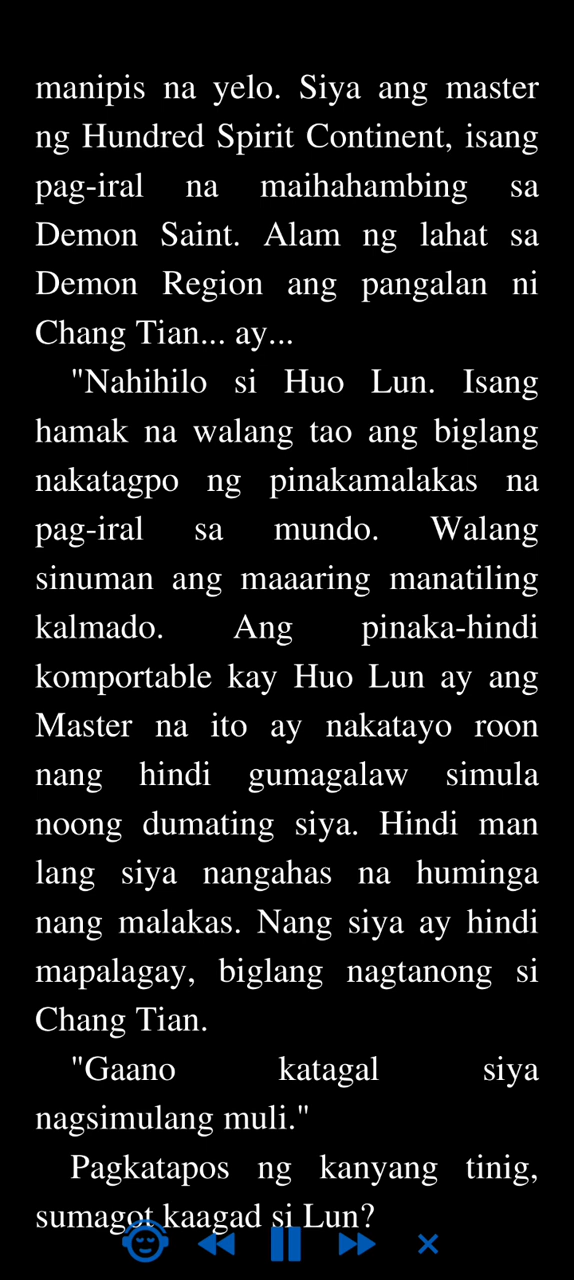 manipis na yelo. Siya ang master
ng Hundred Spirit Continent, isang
pag-iral na maihahambing sa
Demon Saint. Alam ng lahat sa
Demon Region ang pangalan ni
Chang Tian... ay...
"Nahihilo si Huo Lun. Isang
hamak na walang tao ang biglang
nakatagpo ng pinakamalakas na
pag-iral sa mundo. Walang
sinuman ang maaaring manatiling
kalmado. Ang pinaka-hindi
komportable kay Huo Lun ay ang
Master na ito ay nakatayo roon
nang hindi gumagalaw simula
noong dumating siya. Hindi man
lang siya nangahas na huminga
nang malakas. Nang siya ay hindi
mapalagay, biglang nagtanong si
Chang Tian.
"Gaano katagal siya
nagsimulang muli."
Pagkatapos ng kanyang tinig,
sumagot kaagad si Lun?